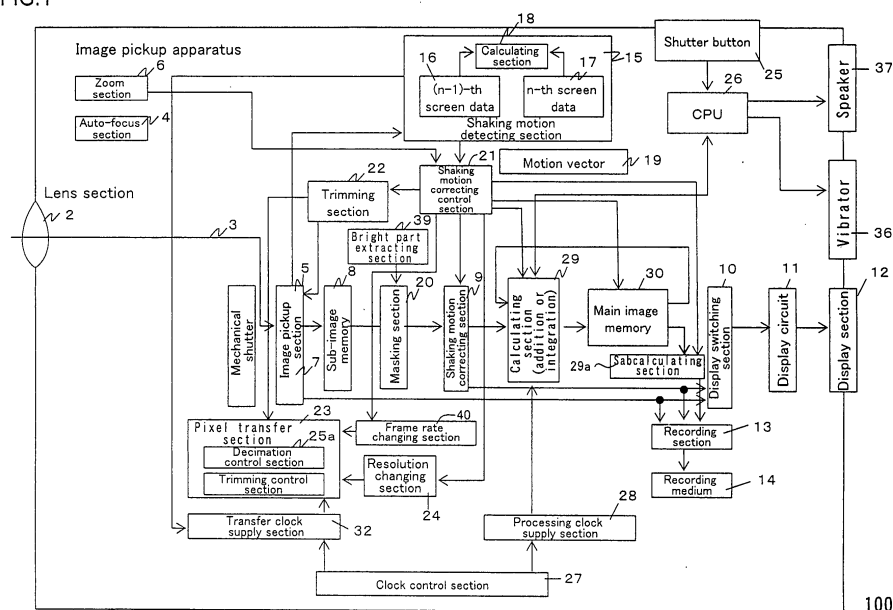 FIG.1
Image pickup apparatus
6
Zoom
section
Auto-focus
section
4
18
Calculating
section
15
16
(n-1)-th
screen data
17
n-th screen
data
Shaking motion
detecting section
Shutter button
25
26
CPU
Speaker
37
Vibrator
36
Motion vector
19
21
Shaking
motion
correcting
control
section
22
Trimming
section
Lens section
2
3
39
Bright part
extracting
section
Mechanical
shutter
5
Image pickup
section
7
8
Sub-image
memory
20
Masking section
9
Shaking motion
correcting section
29
Calculating
section
(addition or
integration)
30
Main image
memory
29a
Sabcalculating
section
10
Display switching
section
11
Display circuit
12
Display section
13
Recording
section
Recording
medium
14
23
Pixel transfer
section
25a
Decimation
control section
Trimming control
section
40
Frame rate
changing section
Resolution
changing
section
24
Transfer clock
supply section
32
28
Processing clock
supply section
Clock control section
27
100